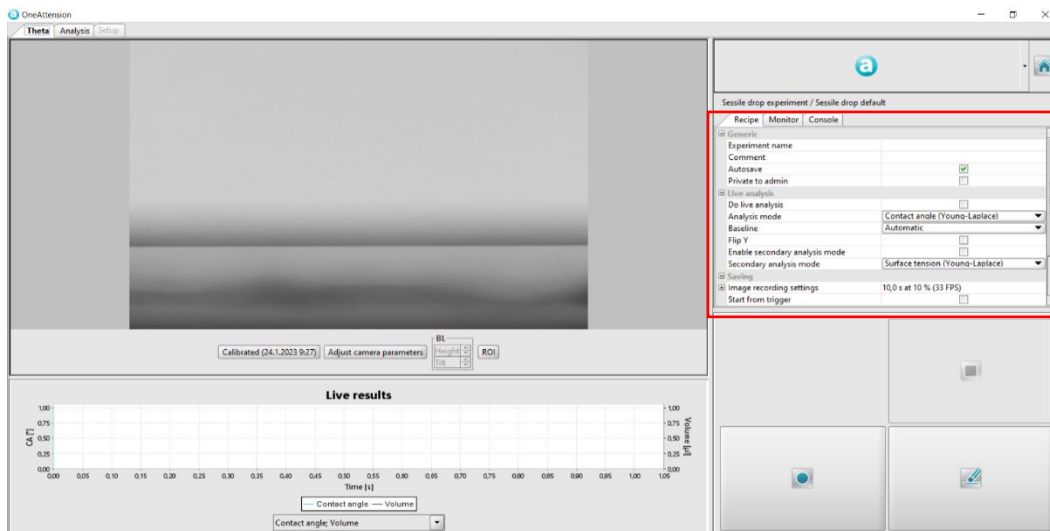 OneAttension
Theta Analysis Setup
Sessile drop experiment / Sessile drop default
Recipe Monitor Console
Generic
Experiment name
Comment
Autosave
Private to admin
Live analysis
Do live analysis
Analysis mode Contact angle (Young-Laplace)
Baseline Automatic
Flip Y
Enable secondary analysis mode
Secondary analysis mode Surface tension (Young-Laplace)
Saving
Image recording settings 10,0 s at 10 % (33 FPS)
Start from trigger
BL
Calibrated (24.1.2023 9:27) Adjust camera parameters Height ROI
Tilt
Live results
1,00 1,00
0,75 0,75
0,50 0,50
0,25 0,25
0,00 0,00
CA [°]
Volume [µl]
0,00 0,05 0,10 0,15 0,20 0,25 0,30 0,35 0,40 0,45 0,50 0,55 0,60 0,65 0,70 0,75 0,80 0,85 0,90 0,95 1,00 1,05
Time [s]
Contact angle Volume
Contact angle; Volume